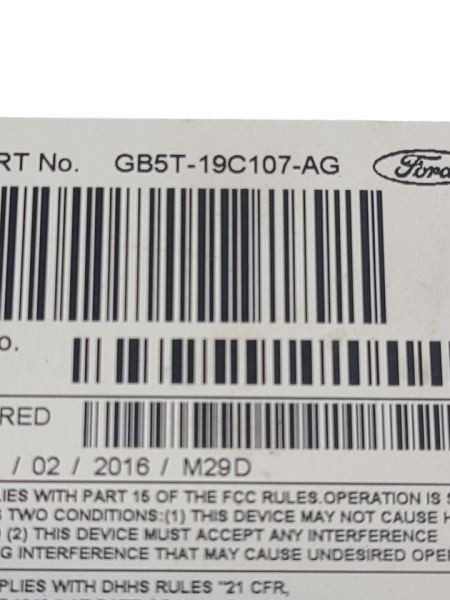 RT No. GB5T-19C107-AG Ford
o.
RED
/ 02 / 2016 / M29D
IES WITH PART 15 OF THE FCC RULES.OPERATION IS S
S TWO CONDITIONS:(1) THIS DEVICE MAY NOT CAUSE H
) (2) THIS DEVICE MUST ACCEPT ANY INTERFERENCE
G INTERFERENCE THAT MAY CAUSE UNDESIRED OPE
PLIES WITH DHHS RULES "21 CFR,